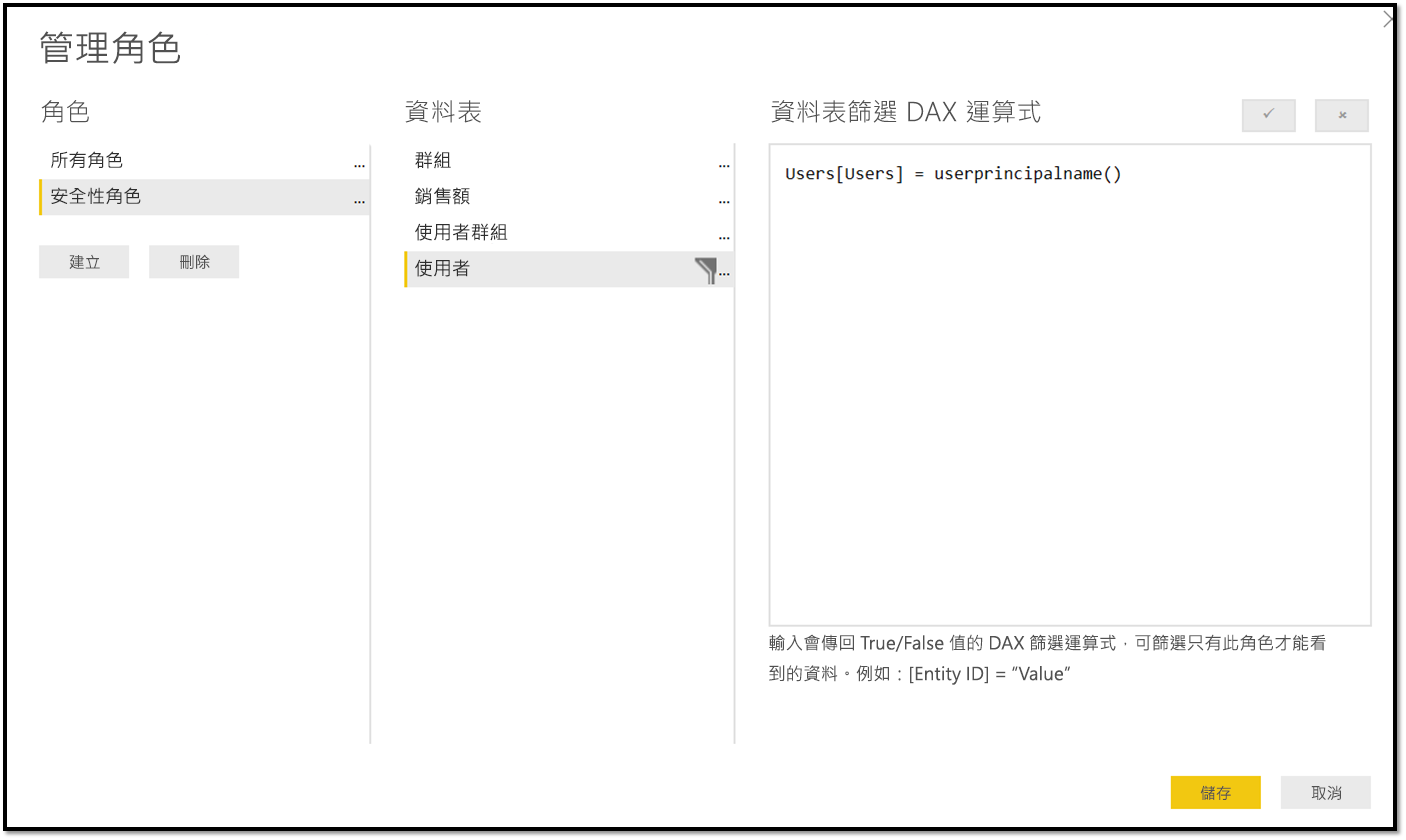 管理角色
角色
所有角色 ...
安全性角色 ...
建立 刪除
資料表
群組 ...
銷售額 ...
使用者群組 ...
使用者 ...
資料表篩選 DAX 運算式
Users[Users] = userprincipalname()
輸入會傳回 True/False 值的 DAX 篩選運算式，可篩選只有此角色才能看
到的資料。例如：[Entity ID] = “Value”
儲存 取消